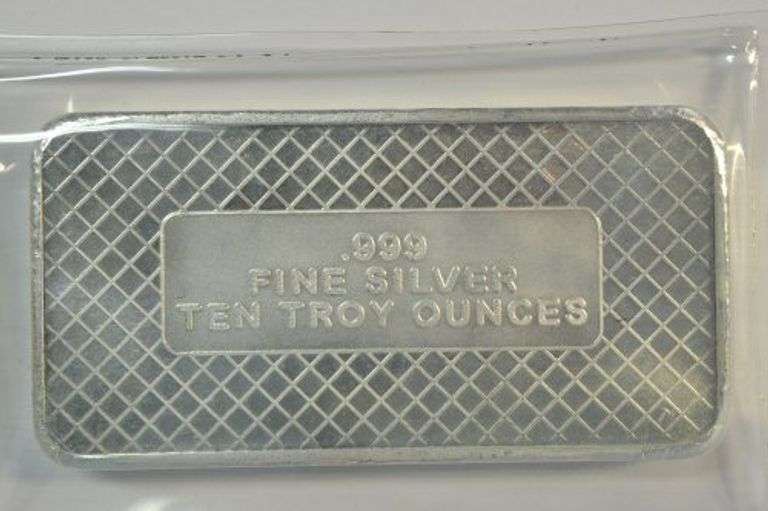 .999
FINE SILVER
TEN TROY OUNCES